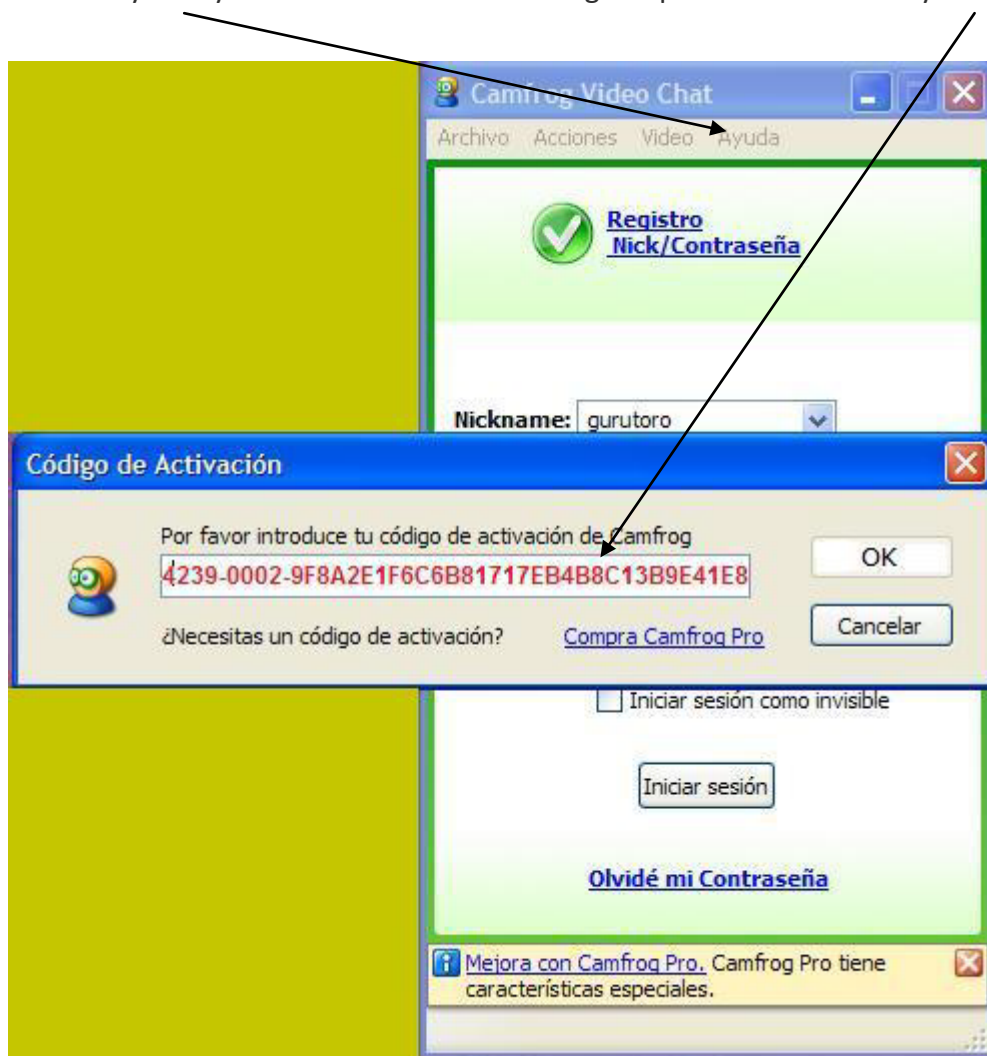 Camfrog Video Chat
Archivo Acciones Video Ayuda
Registro
Nick/Contraseña
Nickname: gurutoro
Código de Activación
Por favor introduce tu código de activación de Camfrog
4239-0002-9F8A2E1F6C6B81717EB4B8C13B9E41E8
OK
¿Necesitas un código de activación? Compra Camfrog Pro
Cancelar
Iniciar sesión como invisible
Iniciar sesión
Olvidé mi Contraseña
Mejora con Camfrog Pro. Camfrog Pro tiene
características especiales.